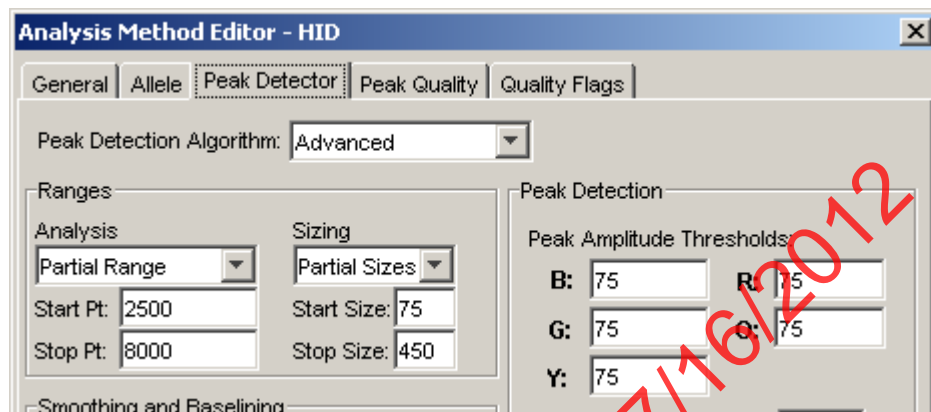 Analysis Method Editor - HID
General Allele Peak Detector Peak Quality Quality Flags
Peak Detection Algorithm: Advanced
Ranges
Analysis Sizing
Partial Range Partial Sizes
Start Pt: 2500 Start Size: 75
Stop Pt: 8000 Stop Size: 450
Smoothing and Baselining
Peak Detection
Peak Amplitude Thresholds:
B: 75 R: 75
G: 75 O: 75
Y: 75
7/16/2012